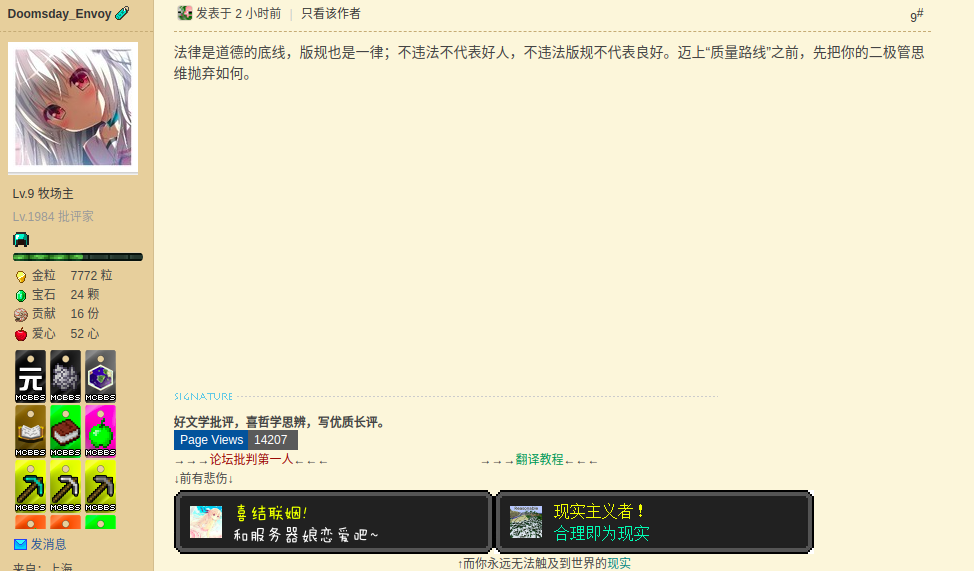 Doomsday_Envoy
发表于 2 小时前 | 只看该作者
9#
法律是道德的底线，版规也是一律；不违法不代表好人，不违法版规不代表良好。迈上“质量路线”之前，先把你的二极管思
维抛弃如何。
Lv.9 牧场主
Lv.1984 批评家
金粒 7772 粒
宝石 24 颗
贡献 16 份
爱心 52 心
元
MCBBS MCBBS MCBBS
MCBBS MCBBS MCBBS
MCBBS MCBBS MCBBS
发消息
来自：上海
SIGNATURE
好文学批评，喜哲学思辨，写优质长评。
Page Views 14207
→→→论坛批判第一人←←← →→→翻译教程←←←
↓前有悲伤↓
喜结联姻!
和服务器娘恋爱吧~
Reasonable
现实主义者！
合理即为现实
↑而你永远无法触及到世界的现实